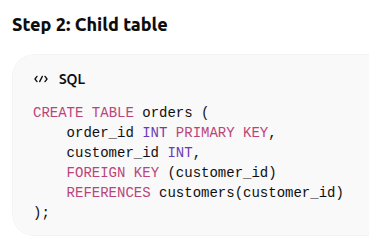 Step 2: Child table
</> SQL
CREATE TABLE orders (
    order_id INT PRIMARY KEY,
    customer_id INT,
    FOREIGN KEY (customer_id)
    REFERENCES customers(customer_id)
);